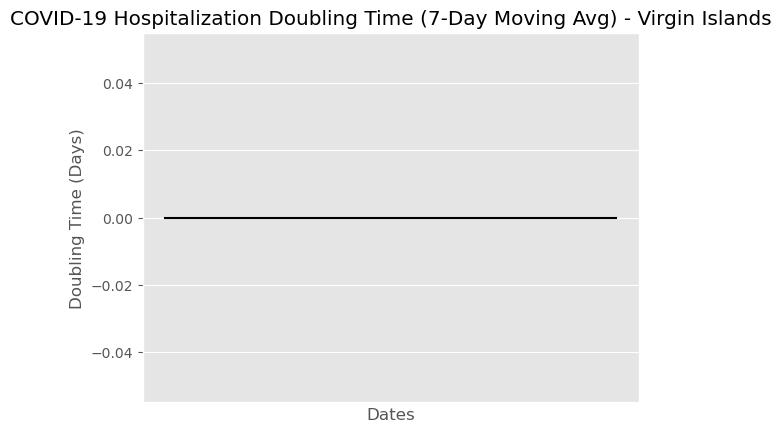 COVID-19 Hospitalization Doubling Time (7-Day Moving Avg) - Virgin Islands
0.04
0.02
0.00
−0.02
−0.04
Doubling Time (Days)
Dates